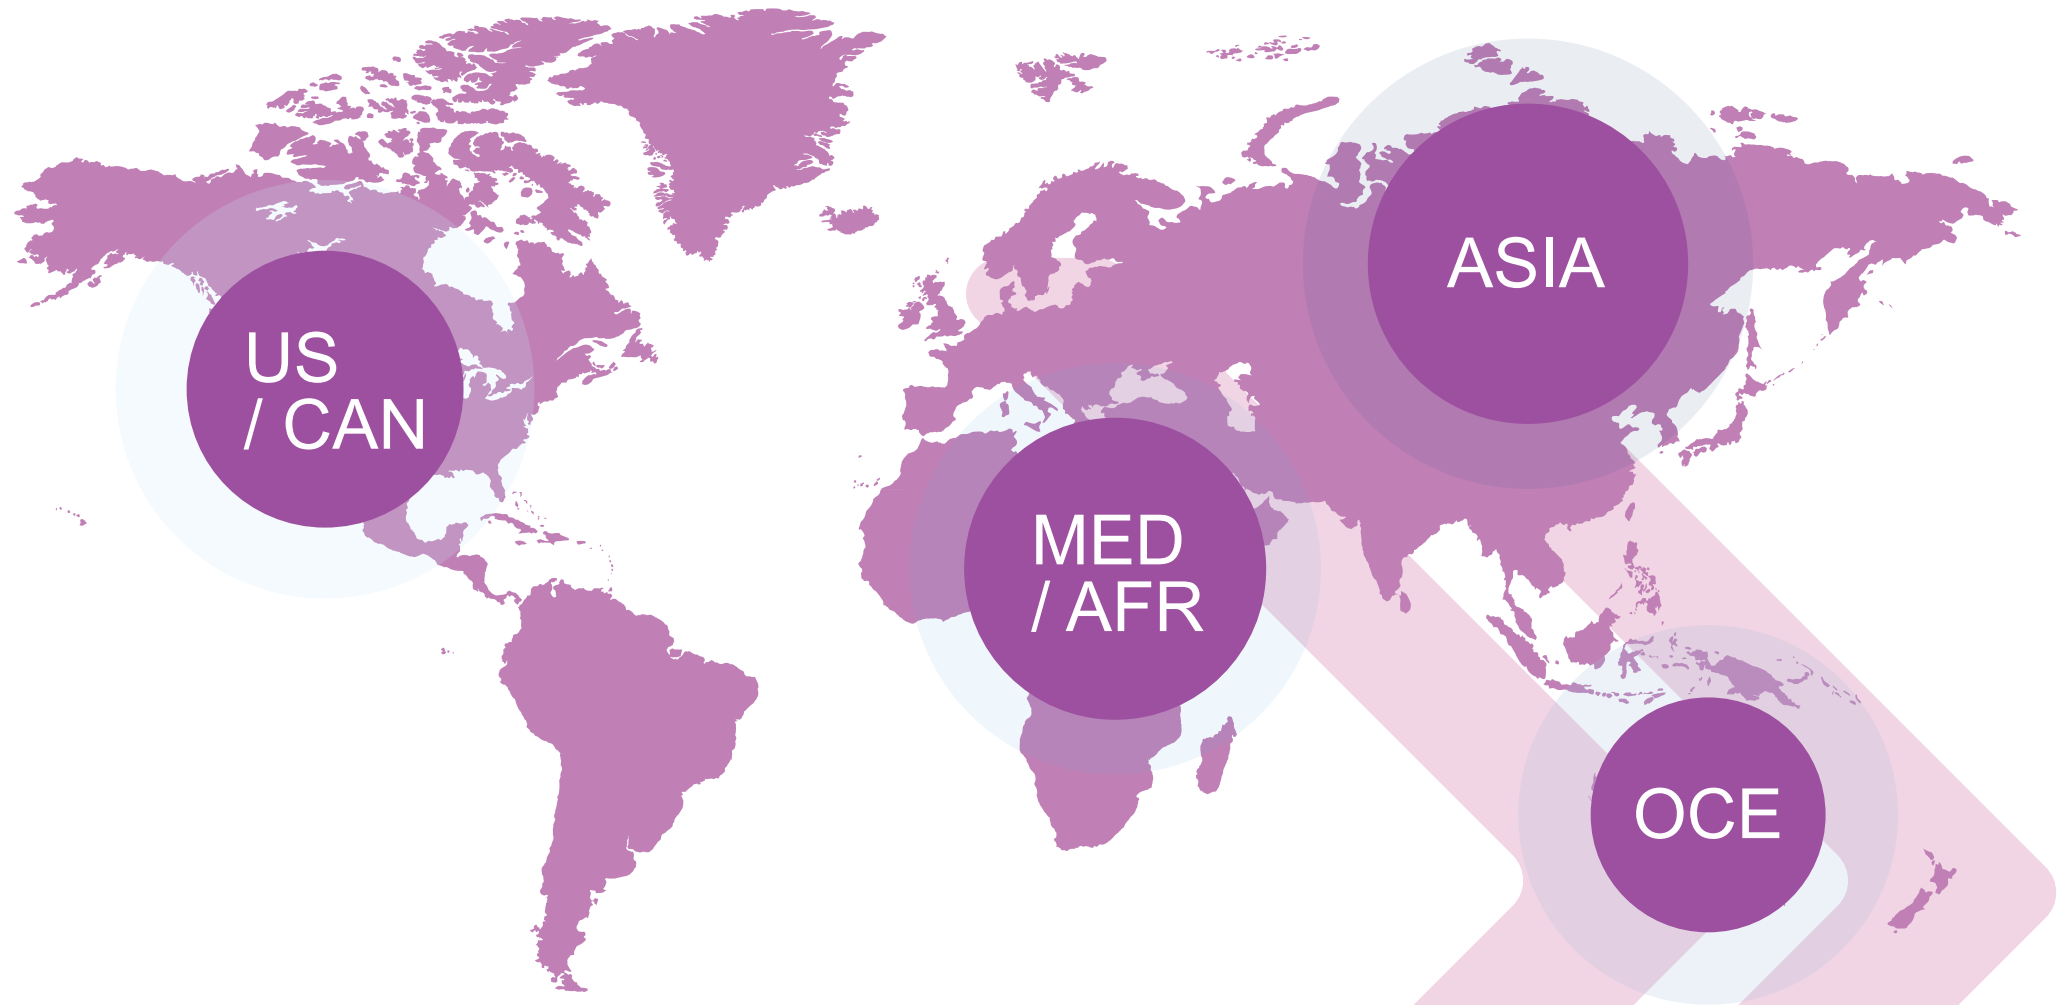 US
/ CAN
MED
/ AFR
ASIA
OCE